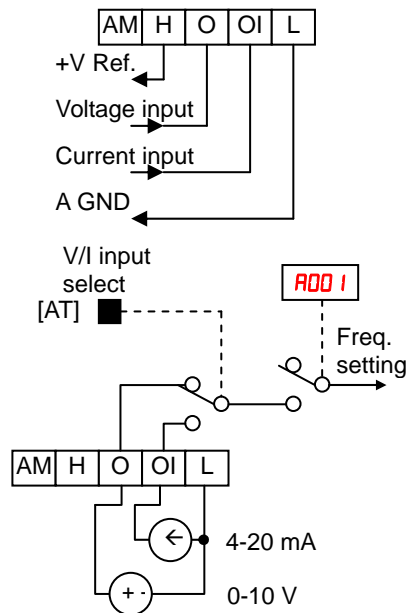 AM H O OI L
+V Ref.
Voltage input
Current input
A GND
V/I input
select
[AT]
A001
Freq.
setting
AM H O OI L
4-20 mA
+ -
0-10 V